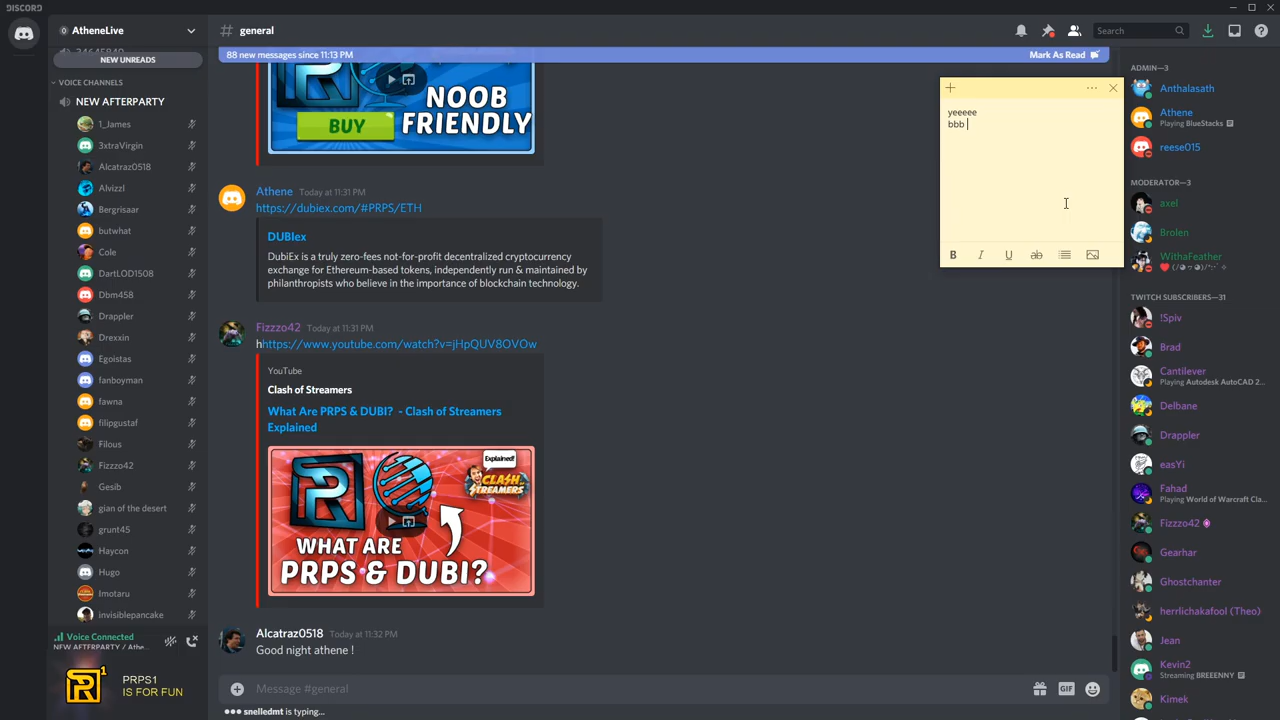 DISCORD
AtheneLive
NEW UNREADS
VOICE CHANNELS
NEW AFTERPARTY
1_James
3xtraVirgin
Alcatraz0518
Alvizzl
Bergrisaar
butwhat
Cole
DartLOD1508
Dbm458
Drappler
Drexxin
Egoistas
fanboyman
fawna
filipgustaf
Filous
Fizzzo42
Gesib
gian of the desert
grunt45
Haycon
Hugo
Imotaru
invisiblepancake
Voice Connected
NEW AFTERPARTY / Athe...
PRPS1
IS FOR FUN
# general
Search
88 new messages since 11:13 PM
Mark As Read
NOOB
FRIENDLY
BUY
Athene Today at 11:31 PM
https://dubiex.com/#PRPS/ETH
DUBIex
DubiEx is a truly zero-fees not-for-profit decentralized cryptocurrency
exchange for Ethereum-based tokens, independently run & maintained by
philanthropists who believe in the importance of blockchain technology.
Fizzzo42 Today at 11:31 PM
hhttps://www.youtube.com/watch?v=jHpQUV8OVOw
YouTube
Clash of Streamers
What Are PRPS & DUBI? - Clash of Streamers
Explained
Explained!
CLASH
STREAMERS
WHAT ARE
PRPS & DUBI?
Alcatraz0518 Today at 11:32 PM
Good night athene !
Message #general
GIF
snelledmt is typing...
yeeeee
bbb
B I U ab
ADMIN—3
Anthalasath
Athene
Playing BlueStacks
reese015
MODERATOR—3
axel
Brolen
WithaFeather
TWITCH SUBSCRIBERS—31
!Spiv
Brad
Cantilever
Playing Autodesk AutoCAD 2...
Delbane
Drappler
easYi
Fahad
Playing World of Warcraft Cla...
Fizzzo42
Gearhar
Ghostchanter
herrlichakafool (Theo)
Jean
Kevin2
Streaming BREEENNY
Kimek